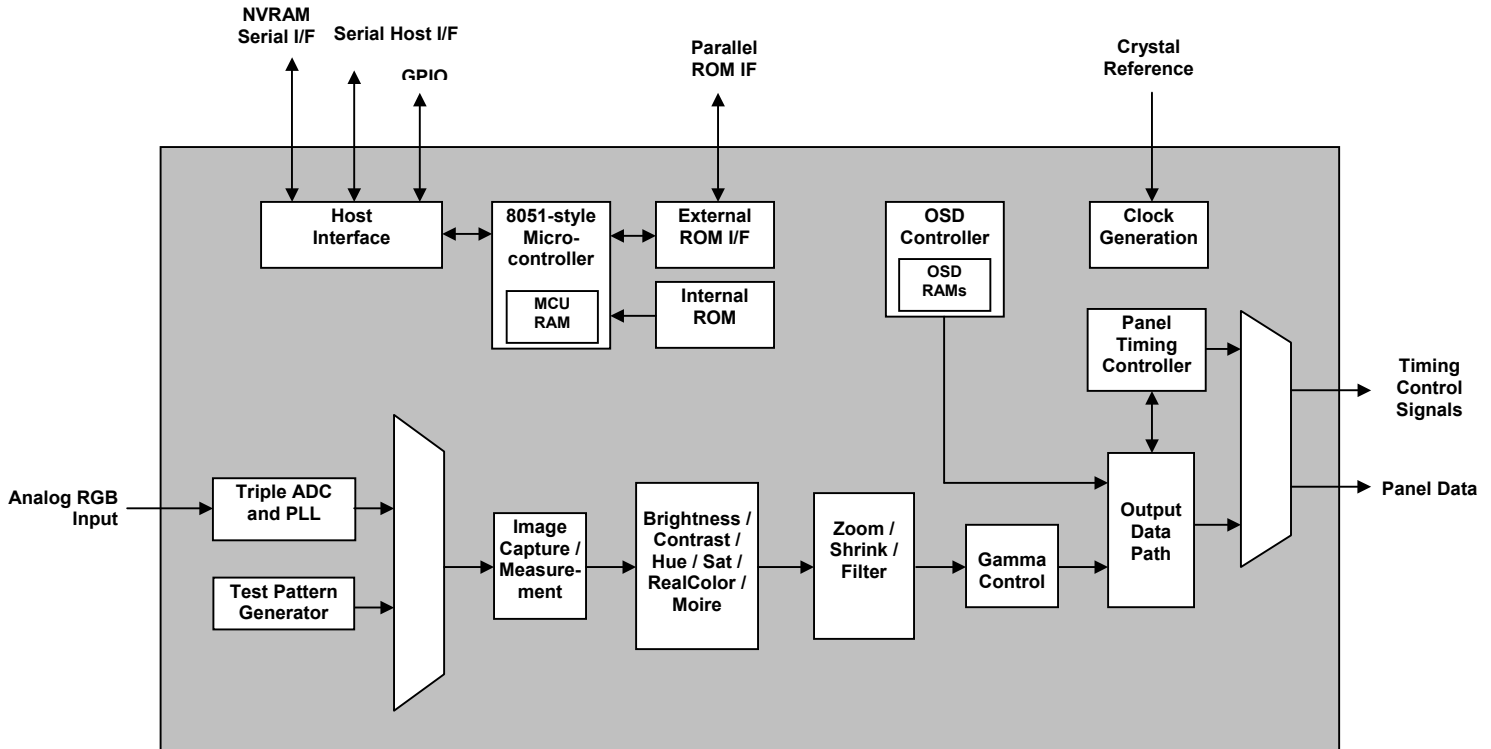 NVRAM
Serial I/F
Serial Host I/F
GPIO
Parallel
ROM IF
Crystal
Reference
Host
Interface
8051-style
Micro-
controller
MCU
RAM
External
ROM I/F
Internal
ROM
OSD
Controller
OSD
RAMs
Clock
Generation
Panel
Timing
Controller
Timing
Control
Signals
Analog RGB
Input
Triple ADC
and PLL
Test Pattern
Generator
Image
Capture /
Measure-
ment
Brightness /
Contrast /
Hue / Sat /
RealColor /
Moire
Zoom /
Shrink /
Filter
Gamma
Control
Output
Data
Path
Panel Data